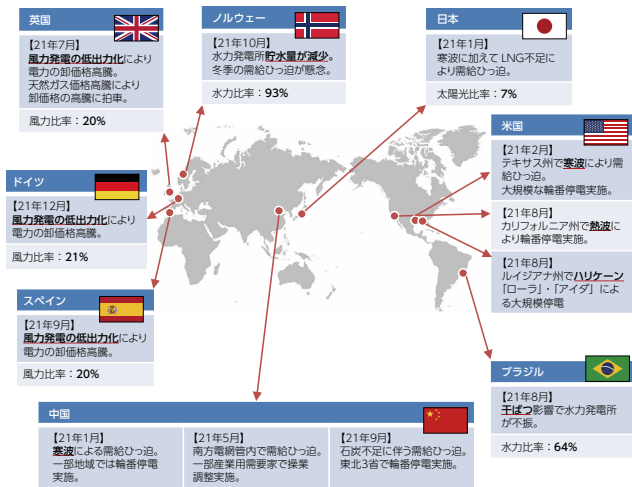 英国
【21年7月】
風力発電の低出力化により
電力の卸価格高騰。
天然ガス価格高騰により
卸価格の高騰に拍車。
風力比率：20%
ノルウェー
【21年10月】
水力発電所貯水量が減少。
冬季の需給ひっ迫が懸念。
水力比率：93%
日本
【21年1月】
寒波に加えて LNG不足に
より需給ひっ迫。
太陽光比率：7%
米国
【21年2月】
テキサス州で寒波により需
給ひっ迫。
大規模な輪番停電実施。
【21年8月】
カリフォルニア州で熱波に
より輪番停電実施。
【21年8月】
ルイジアナ州でハリケーン
「ローラ」・「アイダ」によ
る大規模停電
ドイツ
【21年12月】
風力発電の低出力化により
電力の卸価格高騰。
風力比率：21%
スペイン
【21年9月】
風力発電の低出力化により
電力の卸価格高騰。
風力比率：20%
ブラジル
【21年8月】
干ばつ影響で水力発電所
が不振。
水力比率：64%
中国
【21年1月】
寒波による需給ひっ迫。
一部地域では輪番停電
実施。
【21年5月】
南方電網管内で需給ひっ迫。
一部産業用需要家で操業
調整実施。
【21年9月】
石炭不足に伴う需給ひっ迫。
東北3省で輪番停電実施。